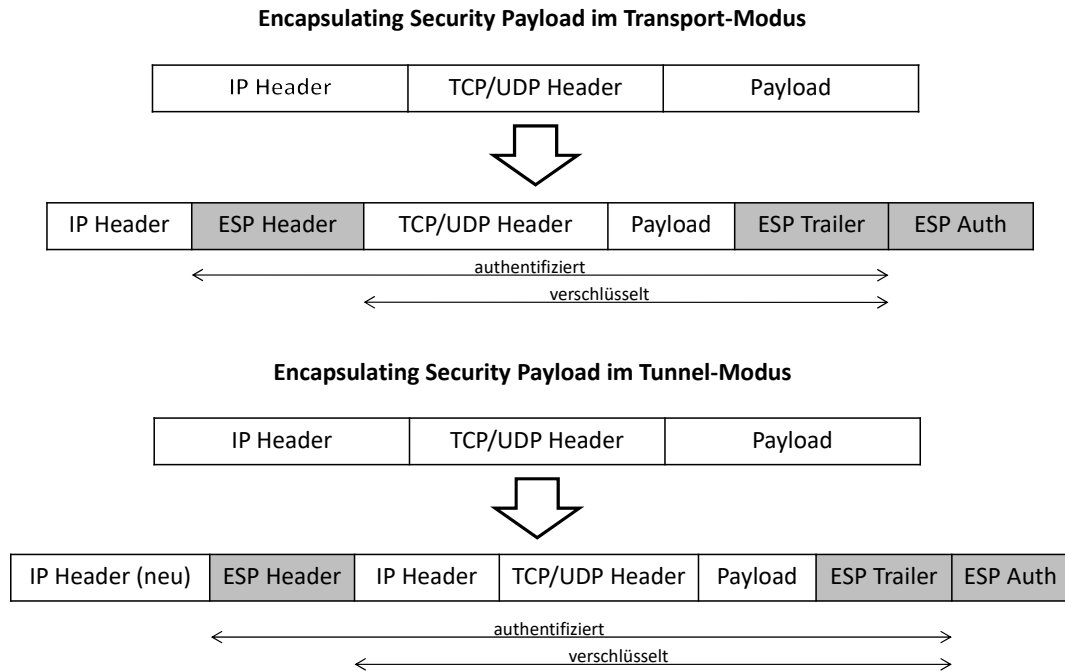 Encapsulating Security Payload im Transport-Modus
IP Header TCP/UDP Header Payload
IP Header ESP Header TCP/UDP Header Payload ESP Trailer ESP Auth
authentifiziert
verschlüsselt
Encapsulating Security Payload im Tunnel-Modus
IP Header TCP/UDP Header Payload
IP Header (neu) ESP Header IP Header TCP/UDP Header Payload ESP Trailer ESP Auth
authentifiziert
verschlüsselt